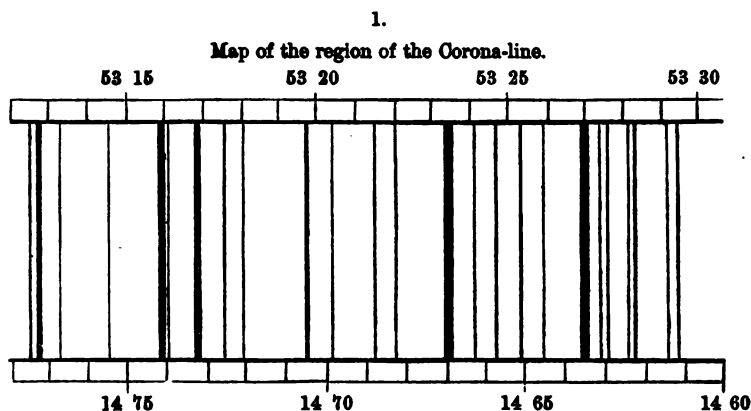 1.
Map of the region of the Corona-line.
53 15 53 20 53 25 53 30
14 75 14 70 14 65 14 60